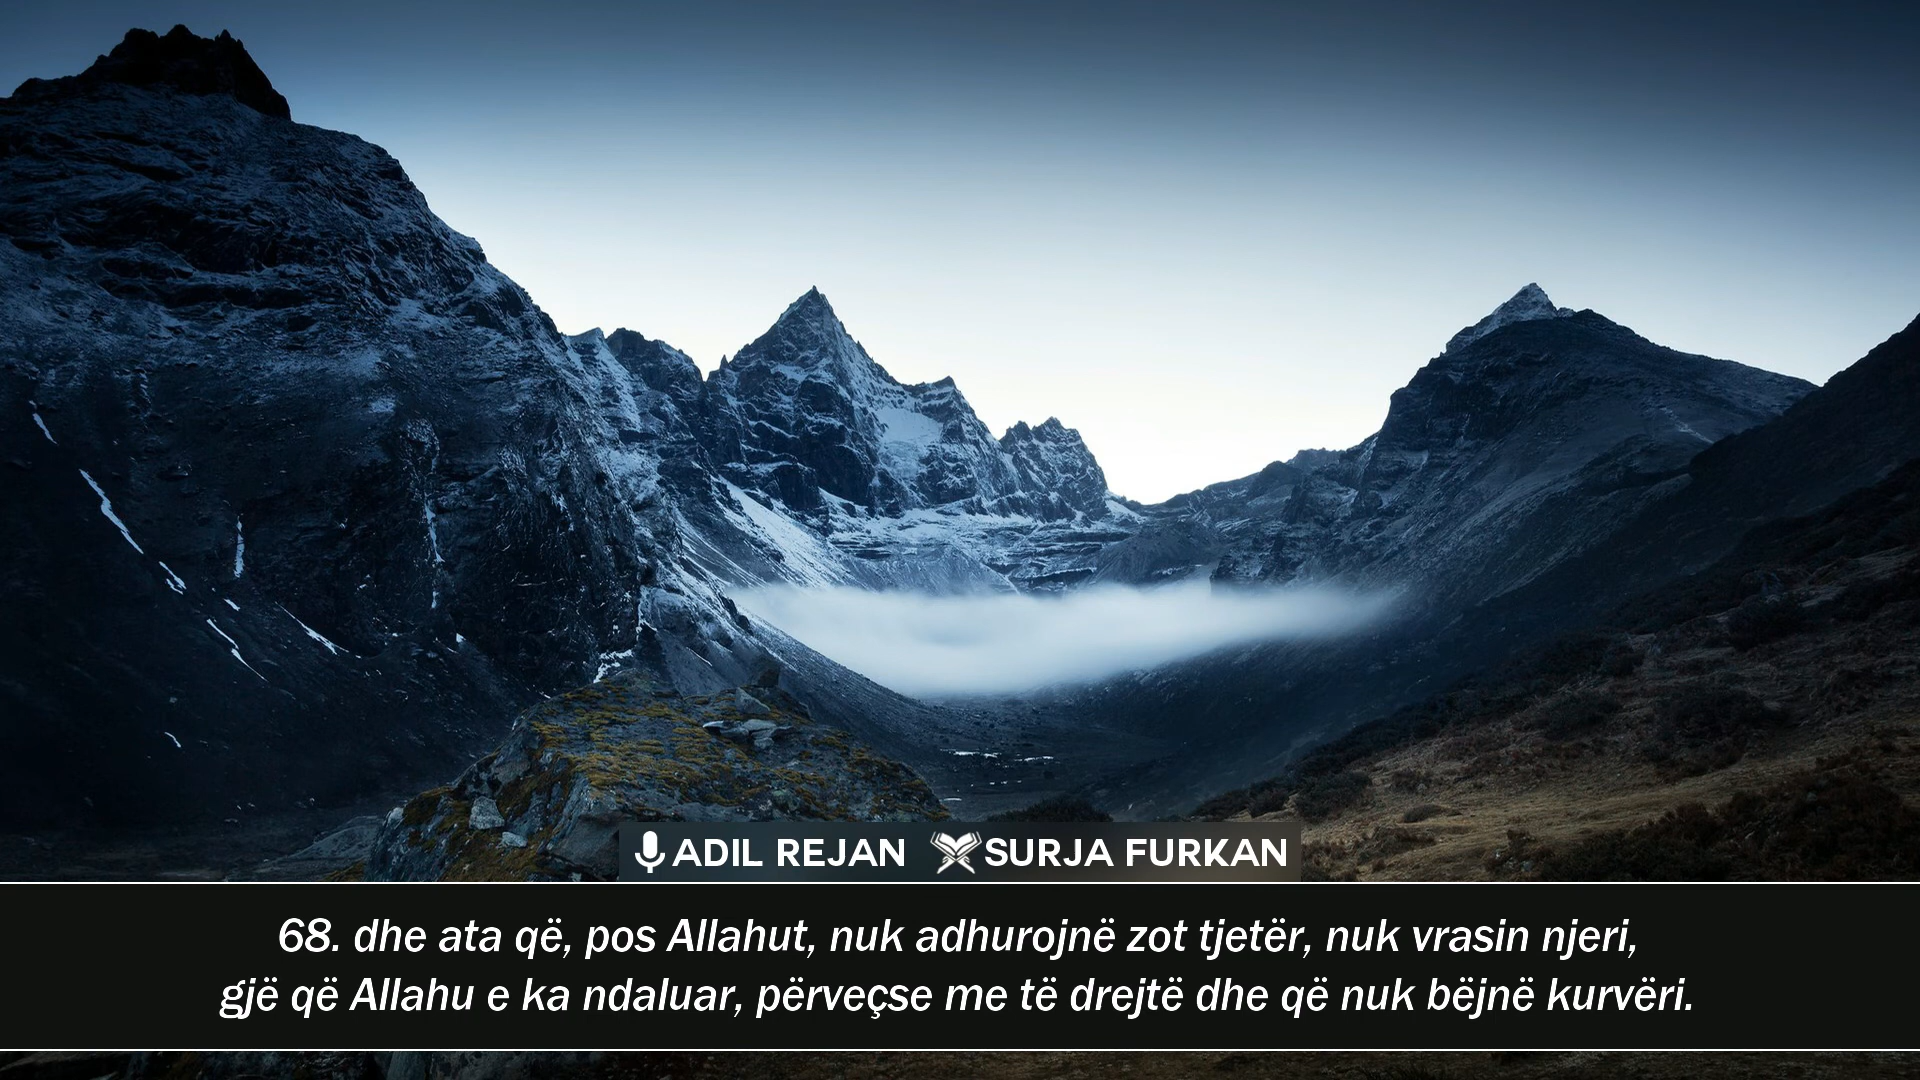 ADIL REJAN SURJA FURKAN
68. dhe ata që, pos Allahut, nuk adhurojnë zot tjetër, nuk vrasin njeri,
gjë që Allahu e ka ndaluar, përveçse me të drejtë dhe që nuk bëjnë kurvëri.